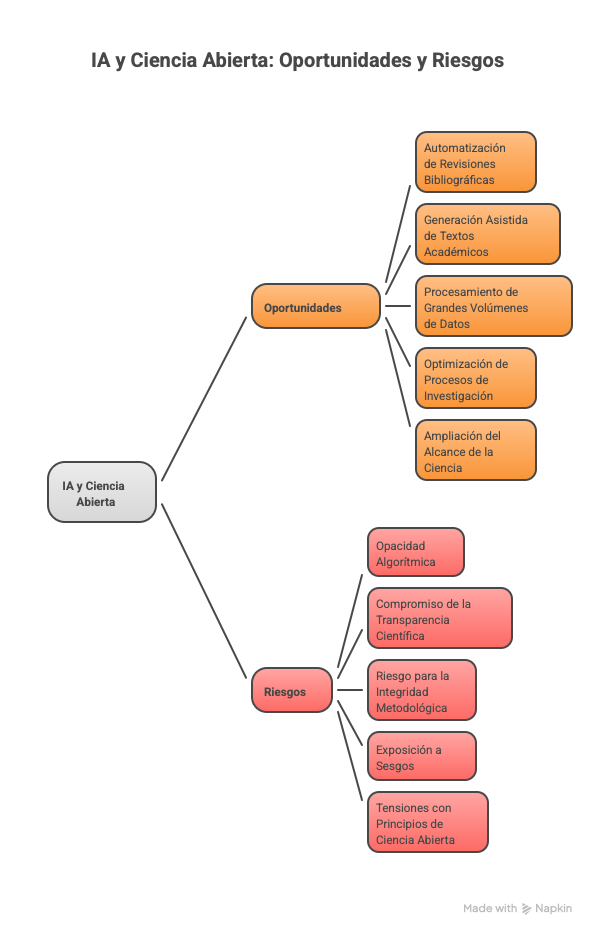 IA y Ciencia Abierta: Oportunidades y Riesgos
Automatización
de Revisiones
Bibliográficas
Generación Asistida
de Textos
Académicos
Oportunidades
Procesamiento de
Grandes Volúmenes
de Datos
Optimización de
Procesos de
Investigación
Ampliación del
Alcance de la
Ciencia
IA y Ciencia
Abierta
Opacidad
Algorítmica
Compromiso de la
Transparencia
Científica
Riesgos
Riesgo para la
Integridad
Metodológica
Exposición a
Sesgos
Tensiones con
Principios de
Ciencia Abierta
Made with Napkin